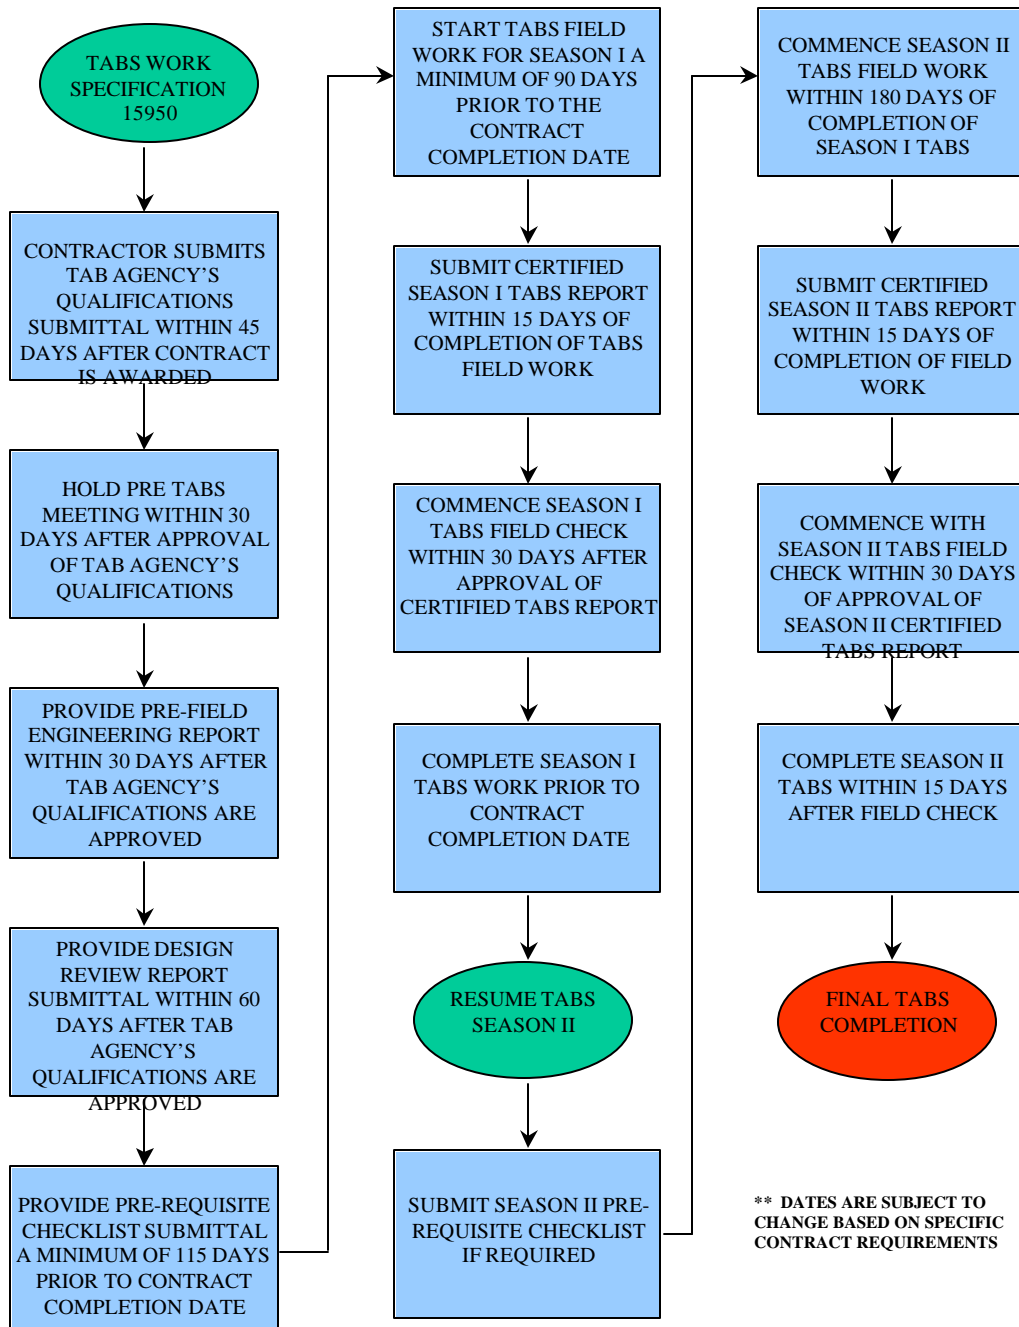 TABS WORK
SPECIFICATION
15950
CONTRACTOR SUBMITS
TAB AGENCY’S
QUALIFICATIONS
SUBMITTAL WITHIN 45
DAYS AFTER CONTRACT
IS AWARDED
HOLD PRE TABS
MEETING WITHIN 30
DAYS AFTER APPROVAL
OF TAB AGENCY’S
QUALIFICATIONS
PROVIDE PRE-FIELD
ENGINEERING REPORT
WITHIN 30 DAYS AFTER
TAB AGENCY’S
QUALIFICATIONS ARE
APPROVED
PROVIDE DESIGN
REVIEW REPORT
SUBMITTAL WITHIN 60
DAYS AFTER TAB
AGENCY’S
QUALIFICATIONS ARE
APPROVED
PROVIDE PRE-REQUISITE
CHECKLIST SUBMITTAL
A MINIMUM OF 115 DAYS
PRIOR TO CONTRACT
COMPLETION DATE
START TABS FIELD
WORK FOR SEASON I A
MINIMUM OF 90 DAYS
PRIOR TO THE
CONTRACT
COMPLETION DATE
SUBMIT CERTIFIED
SEASON I TABS REPORT
WITHIN 15 DAYS OF
COMPLETION OF TABS
FIELD WORK
COMMENCE SEASON I
TABS FIELD CHECK
WITHIN 30 DAYS AFTER
APPROVAL OF
CERTIFIED TABS REPORT
COMPLETE SEASON I
TABS WORK PRIOR TO
CONTRACT
COMPLETION DATE
RESUME TABS
SEASON II
SUBMIT SEASON II PRE-
REQUISITE CHECKLIST
IF REQUIRED
COMMENCE SEASON II
TABS FIELD WORK
WITHIN 180 DAYS OF
COMPLETION OF
SEASON I TABS
SUBMIT CERTIFIED
SEASON II TABS REPORT
WITHIN 15 DAYS OF
COMPLETION OF FIELD
WORK
COMMENCE WITH
SEASON II TABS FIELD
CHECK WITHIN 30 DAYS
OF APPROVAL OF
SEASON II CERTIFIED
TABS REPORT
COMPLETE SEASON II
TABS WITHIN 15 DAYS
AFTER FIELD CHECK
FINAL TABS
COMPLETION
** DATES ARE SUBJECT TO
CHANGE BASED ON SPECIFIC
CONTRACT REQUIREMENTS